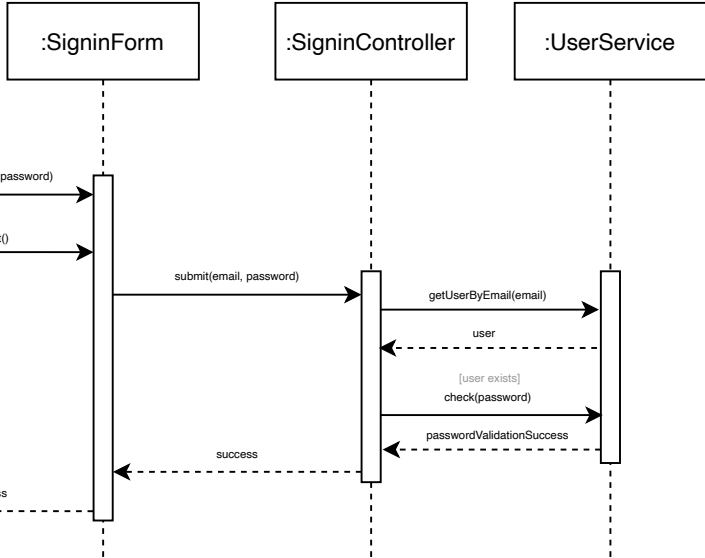 :SigninForm
:SigninController
:UserService
password)
()
submit(email, password)
getUserByEmail(email)
user
[user exists]
check(password)
passwordValidationSuccess
success